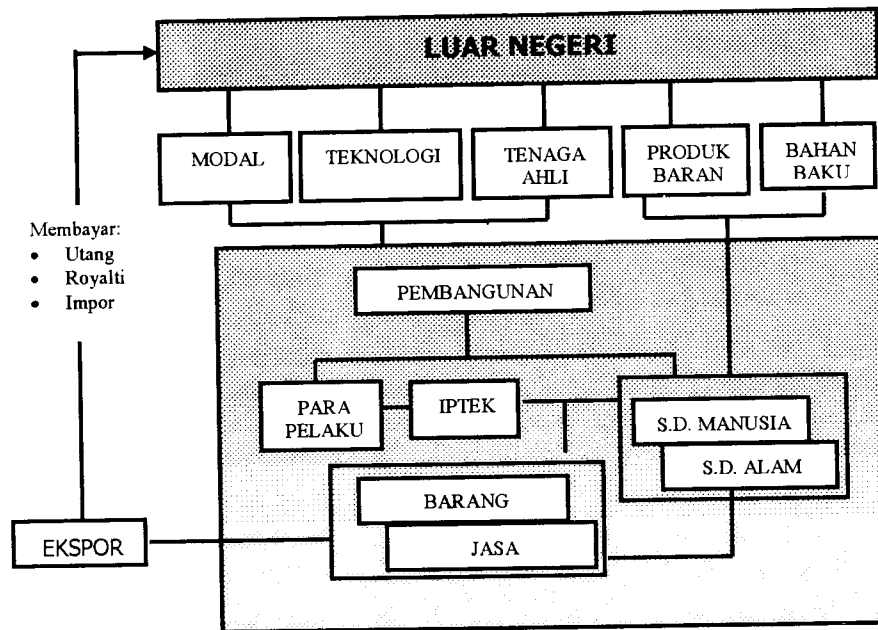 LUAR NEGERI
MODAL
TEKNOLOGI
TENAGA
AHLI
PRODUK
BARAN
BAHAN
BAKU
Membayar:
• Utang
• Royalti
• Impor
PEMBANGUNAN
PARA
PELAKU
IPTEK
S.D. MANUSIA
S.D. ALAM
BARANG
JASA
EKSPOR